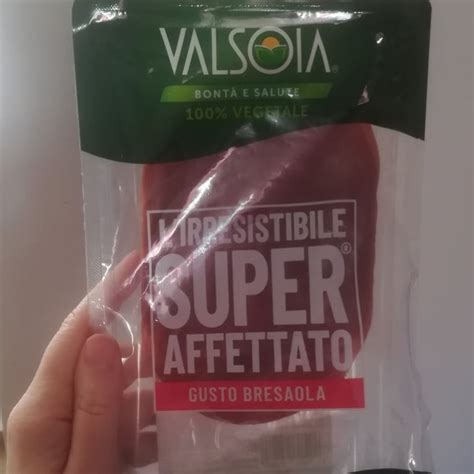 VALSOIA®
BONTÀ E SALUTE
100% VEGETALE
L'IRRESISTIBILE
SUPER®
AFFETTATO
GUSTO BRESAOLA